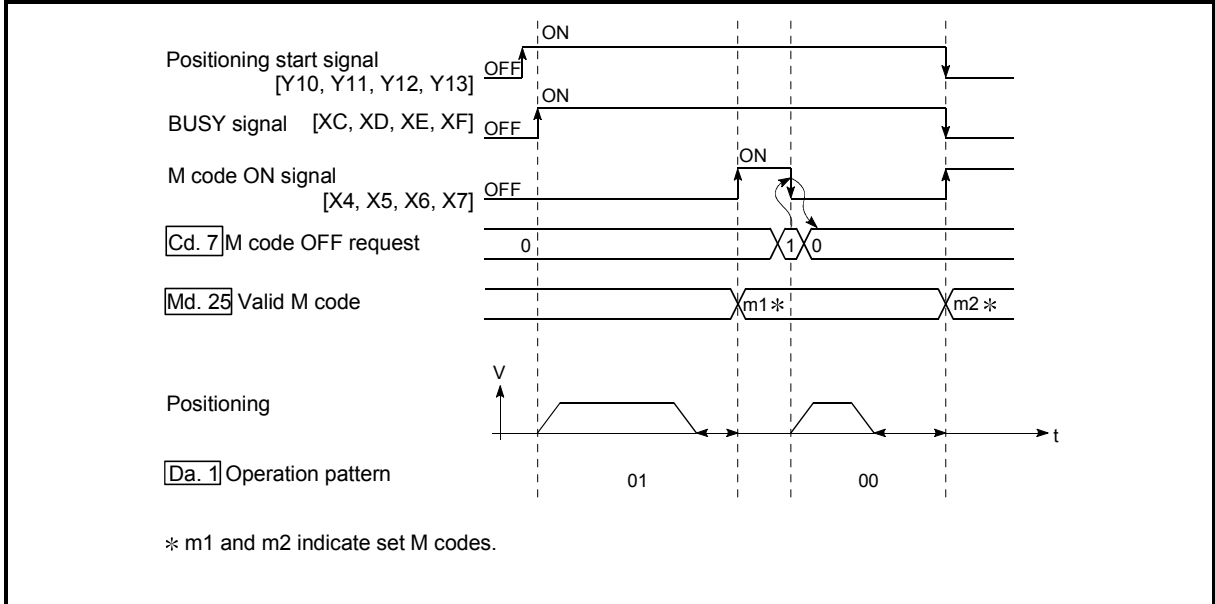 ON
Positioning start signal
OFF
[Y10, Y11, Y12, Y13]
ON
BUSY signal [XC, XD, XE, XF]
OFF
ON
M code ON signal
OFF
[X4, X5, X6, X7]
Cd. 7 M code OFF request
0
1
0
Md. 25 Valid M code
m1*
m2*
V
Positioning
t
Da. 1 Operation pattern
01
00
* m1 and m2 indicate set M codes.